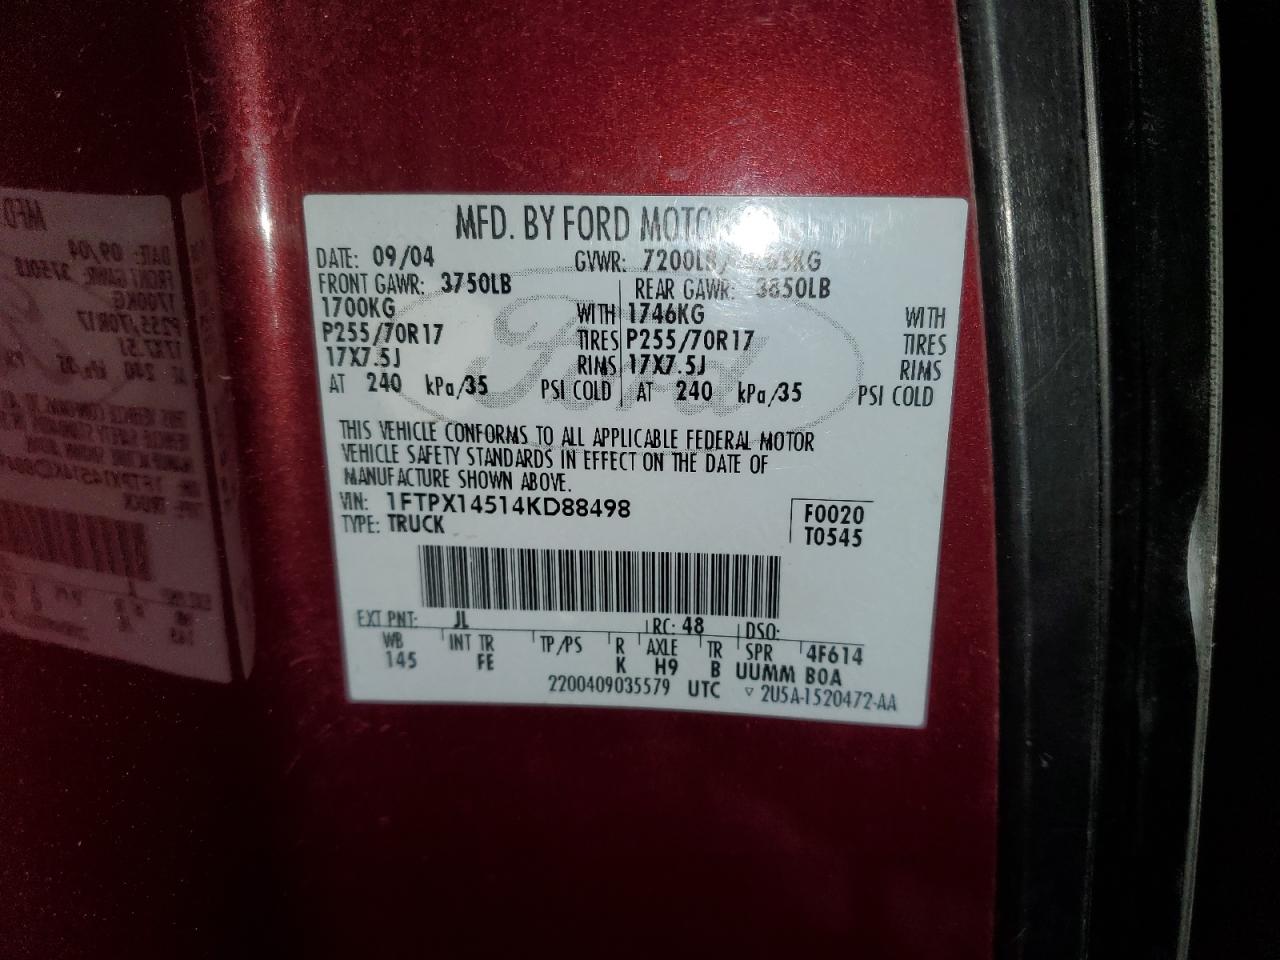 MFD. BY FORD MOTOR
DATE: 09/04 GVWR: 7200LB/
FRONT GAWR: 3750LB REAR GAWR: 3850LB
1700KG WITH 1746KG WITH
P255/70R17 TIRES P255/70R17 TIRES
17X7.5J RIMS 17X7.5J RIMS
AT 240 kPa/35 PSI COLD AT 240 kPa/35 PSI COLD
THIS VEHICLE CONFORMS TO ALL APPLICABLE FEDERAL MOTOR
VEHICLE SAFETY STANDARDS IN EFFECT ON THE DATE OF
MANUFACTURE SHOWN ABOVE.
VIN: 1FTPX14514KD88498 F0020
TYPE: TRUCK T0545
EXT PNT: JL RC: 48 DSO:
WB INT TR TP/PS R AXLE TR SPR 4F614
145 FE K H9 B UUMM BOA
2200409035579 UTC ▽ 2U5A-1520472-AA